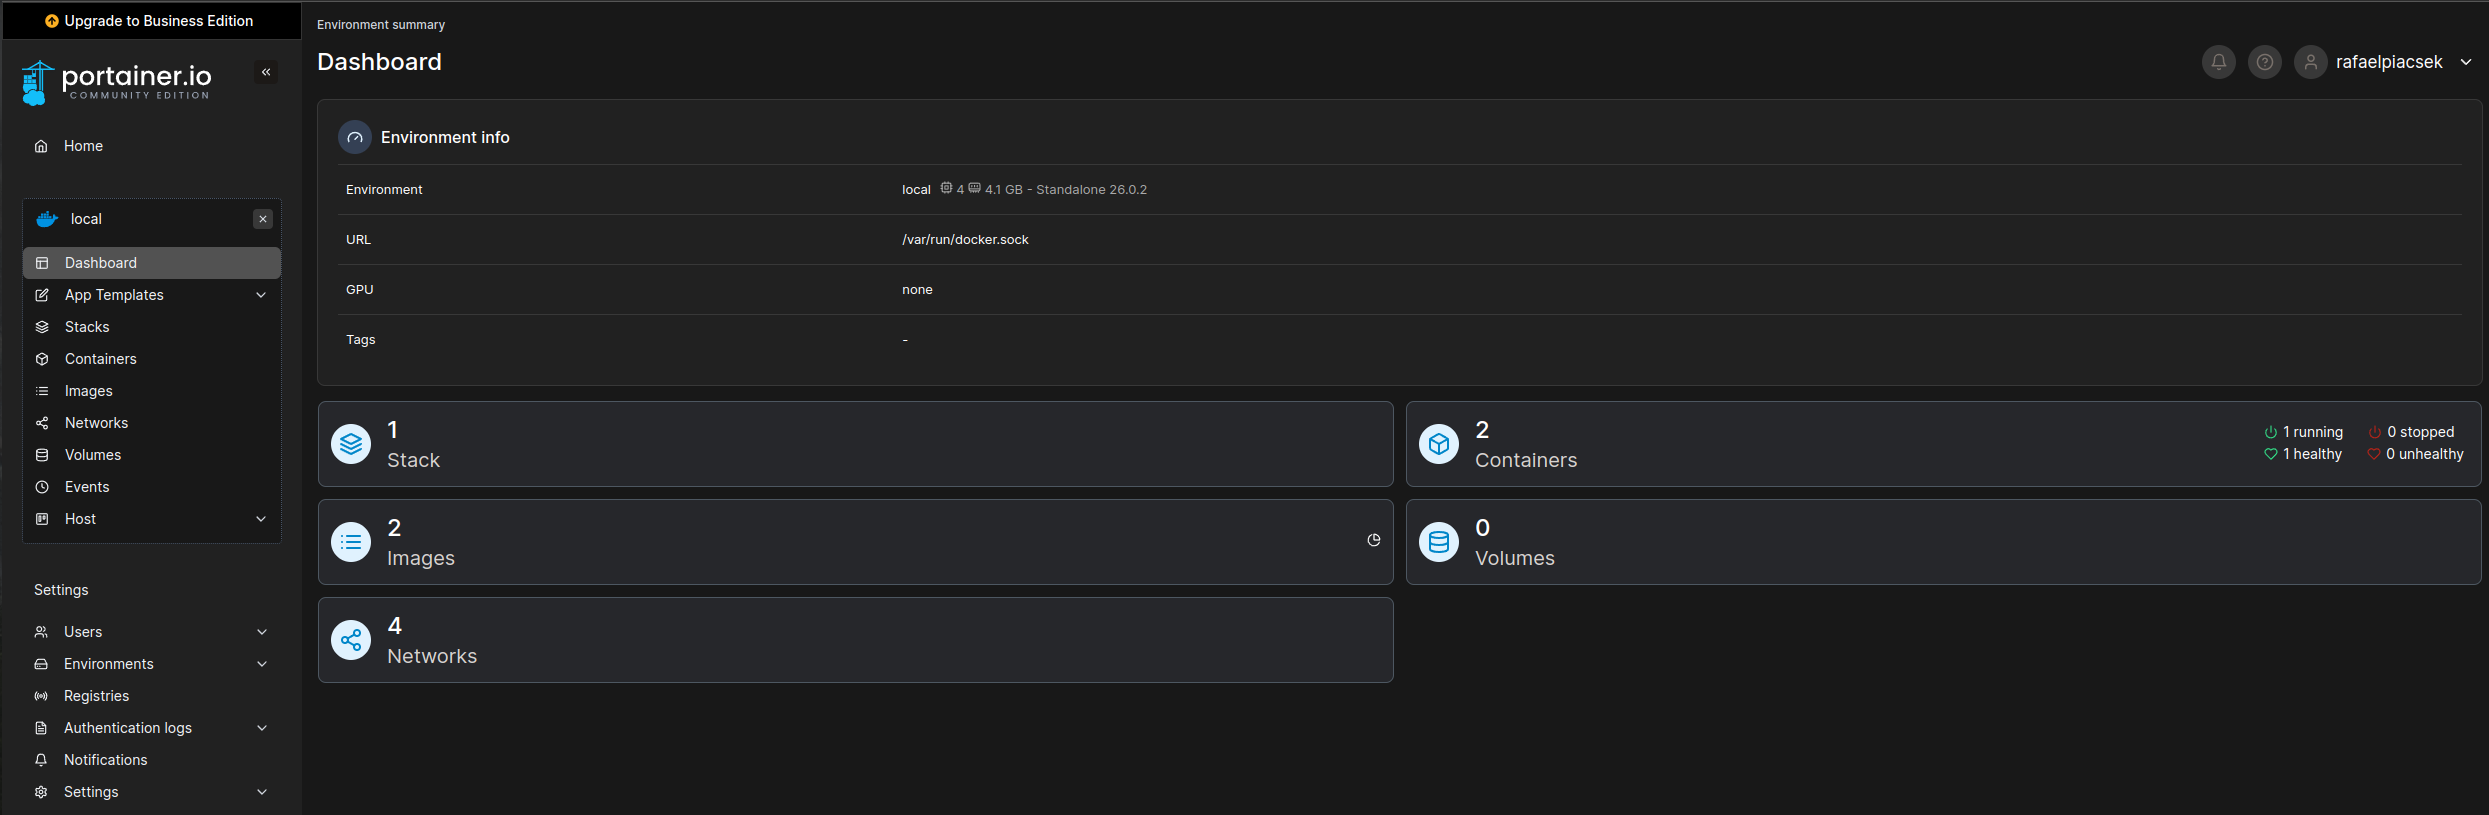 Upgrade to Business Edition
portainer.io
COMMUNITY EDITION
Home
local
Dashboard
App Templates
Stacks
Containers
Images
Networks
Volumes
Events
Host
Settings
Users
Environments
Registries
Authentication logs
Notifications
Settings
Environment summary
Dashboard
rafaelpiacsek
Environment info
Environment local 4 4.1 GB - Standalone 26.0.2
URL /var/run/docker.sock
GPU none
Tags -
1
Stack
2
Containers
1 running 0 stopped
1 healthy 0 unhealthy
2
Images
0
Volumes
4
Networks